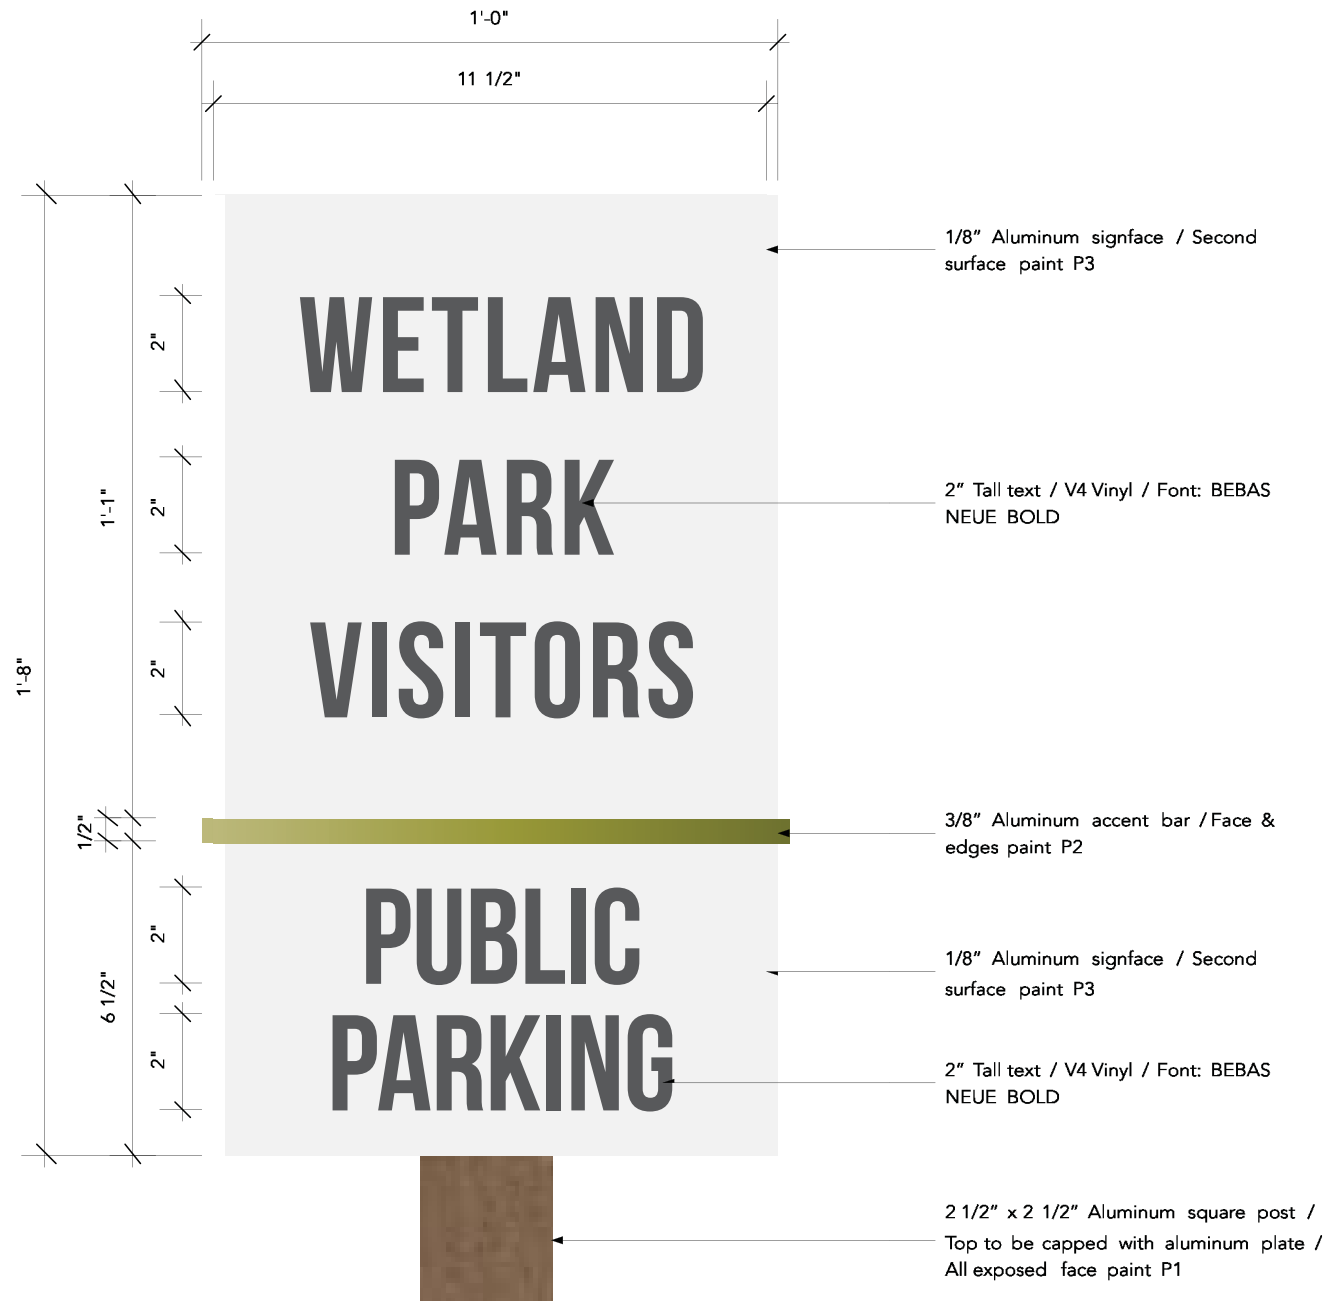 1'-0"
11 1/2"
1/8” Aluminum signface / Second
surface paint P3
WETLAND
2"
PARK
2"
1'-1"
2” Tall text / V4 Vinyl / Font: BEBAS
NEUE BOLD
VISITORS
2"
1'-8"
1/2"
3/8” Aluminum accent bar / Face &
edges paint P2
PUBLIC
2"
1/8” Aluminum signface / Second
surface paint P3
6 1/2"
PARKING
2"
2” Tall text / V4 Vinyl / Font: BEBAS
NEUE BOLD
2 1/2” x 2 1/2” Aluminum square post /
Top to be capped with aluminum plate /
All exposed face paint P1